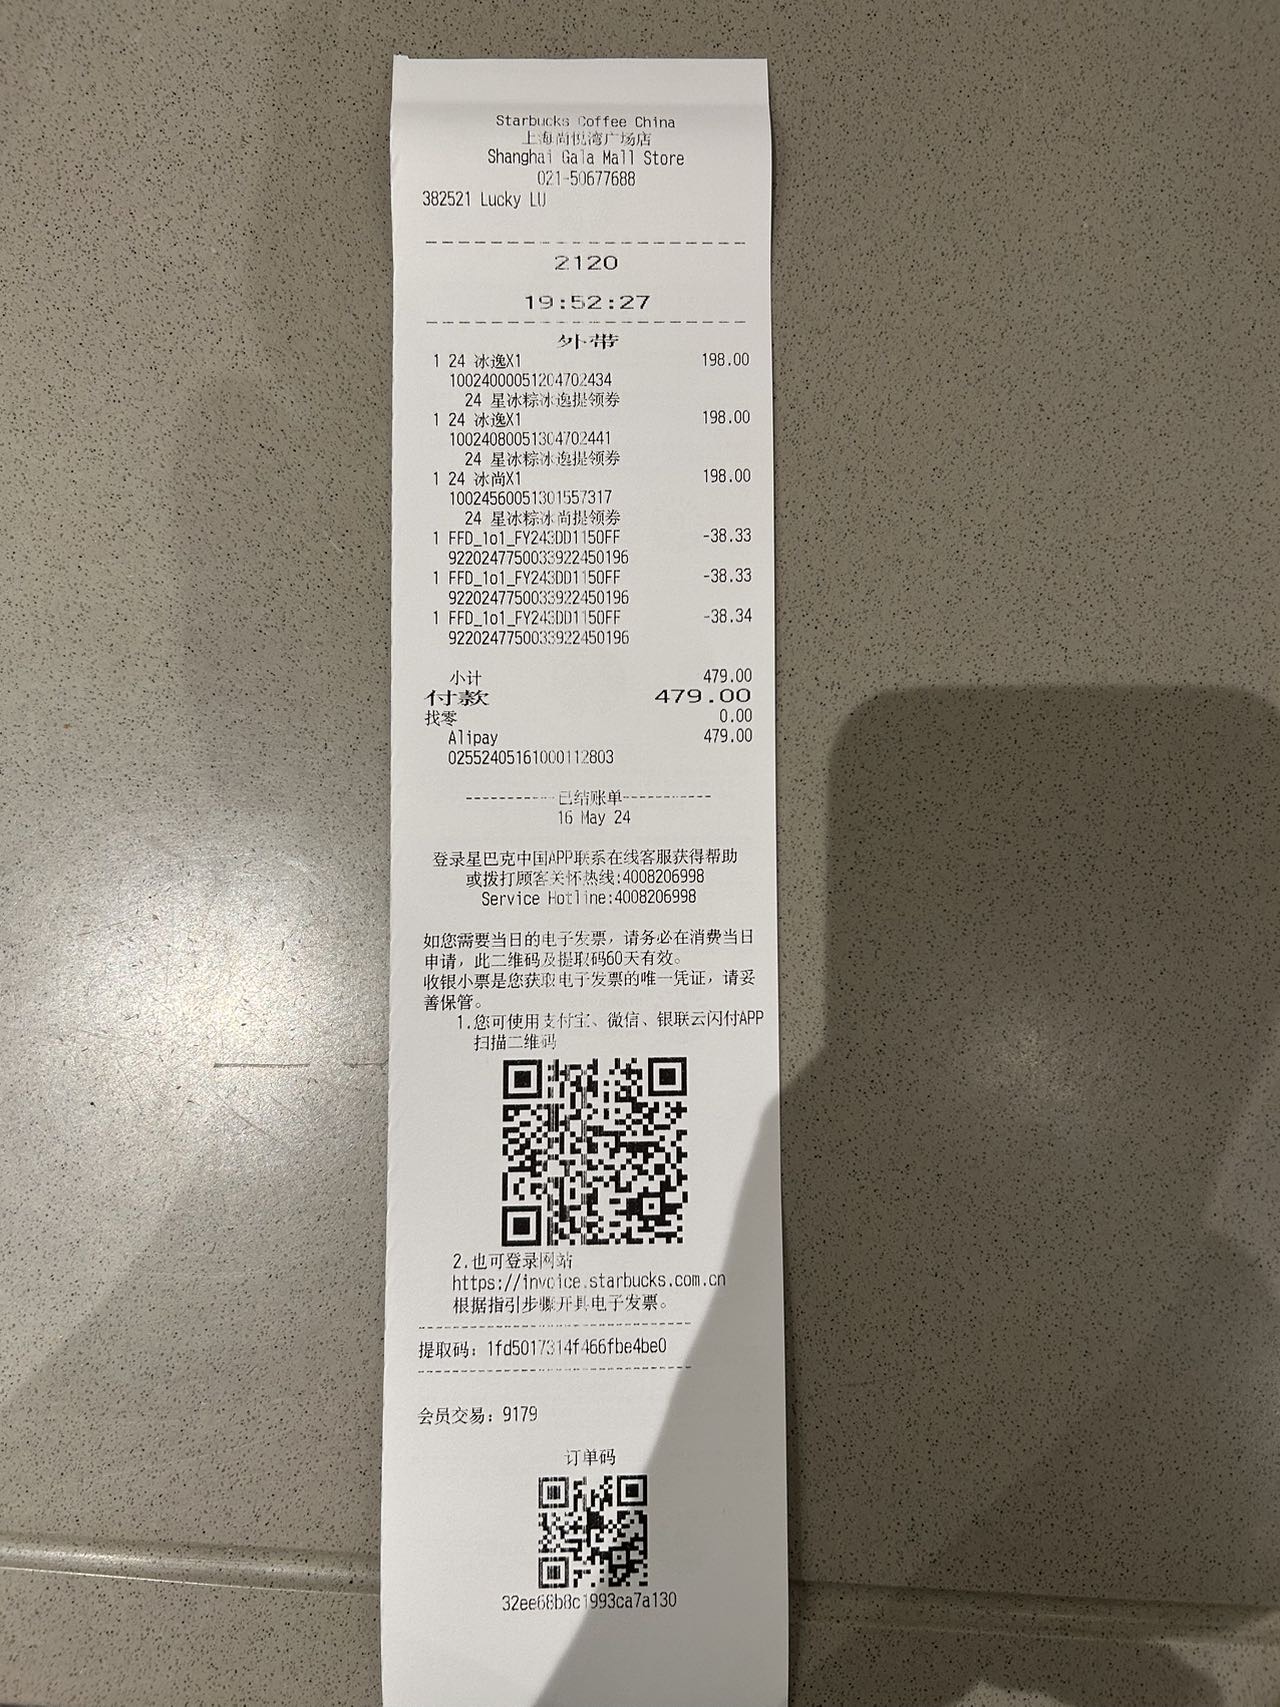 Starbucks Coffee China
上海尚悦湾广场店
Shanghai Gala Mall Store
021-50677688
382521 Lucky LU
2120
19:52:27
外带
1 24 冰逸X1 198.00
10024000051204702434
24 星冰粽冰逸提领券
1 24 冰逸X1 198.00
10024080051304702441
24 星冰粽冰逸提领券
1 24 冰尚X1 198.00
10024560051301557317
24 星冰粽冰尚提领券
1 FFD_1o1_FY243DD115OFF -38.33
9220247750033922450196
1 FFD_1o1_FY243DD115OFF -38.33
9220247750033922450196
1 FFD_1o1_FY243DD115OFF -38.34
9220247750033922450196
小计 479.00
付款 479.00
找零 0.00
Alipay 479.00
02552405161000112803
-----------已结账单-----------
16 May 24
登录星巴克中国APP联系在线客服获得帮助
或拨打顾客关怀热线:4008206998
Service Hotline:4008206998
如您需要当日的电子发票，请务必在消费当日
申请，此二维码及提取码60天有效。
收银小票是您获取电子发票的唯一凭证，请妥
善保管。
1.您可使用支付宝、微信、银联云闪付APP
扫描二维码
2.也可登录网站
https://invoice.starbucks.com.cn
根据指引步骤开具电子发票。
提取码：1fd5017314f466fbe4be0
会员交易：9179
订单码
32ee68b8c1993ca7a130